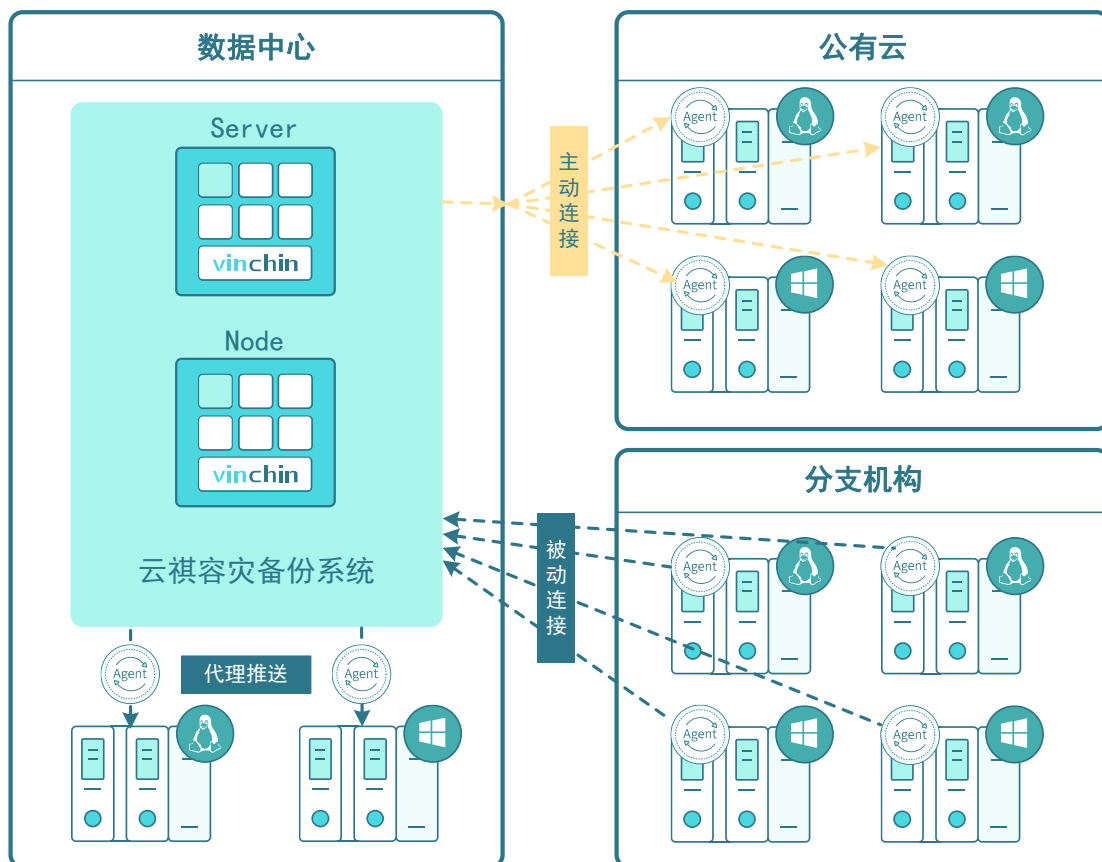 数据中心
Server
vinchin
Node
vinchin
云祺容灾备份系统
Agent
代理推送
Agent
主动连接
被动连接
公有云
Agent
Agent
Agent
Agent
分支机构
Agent
Agent
Agent
Agent